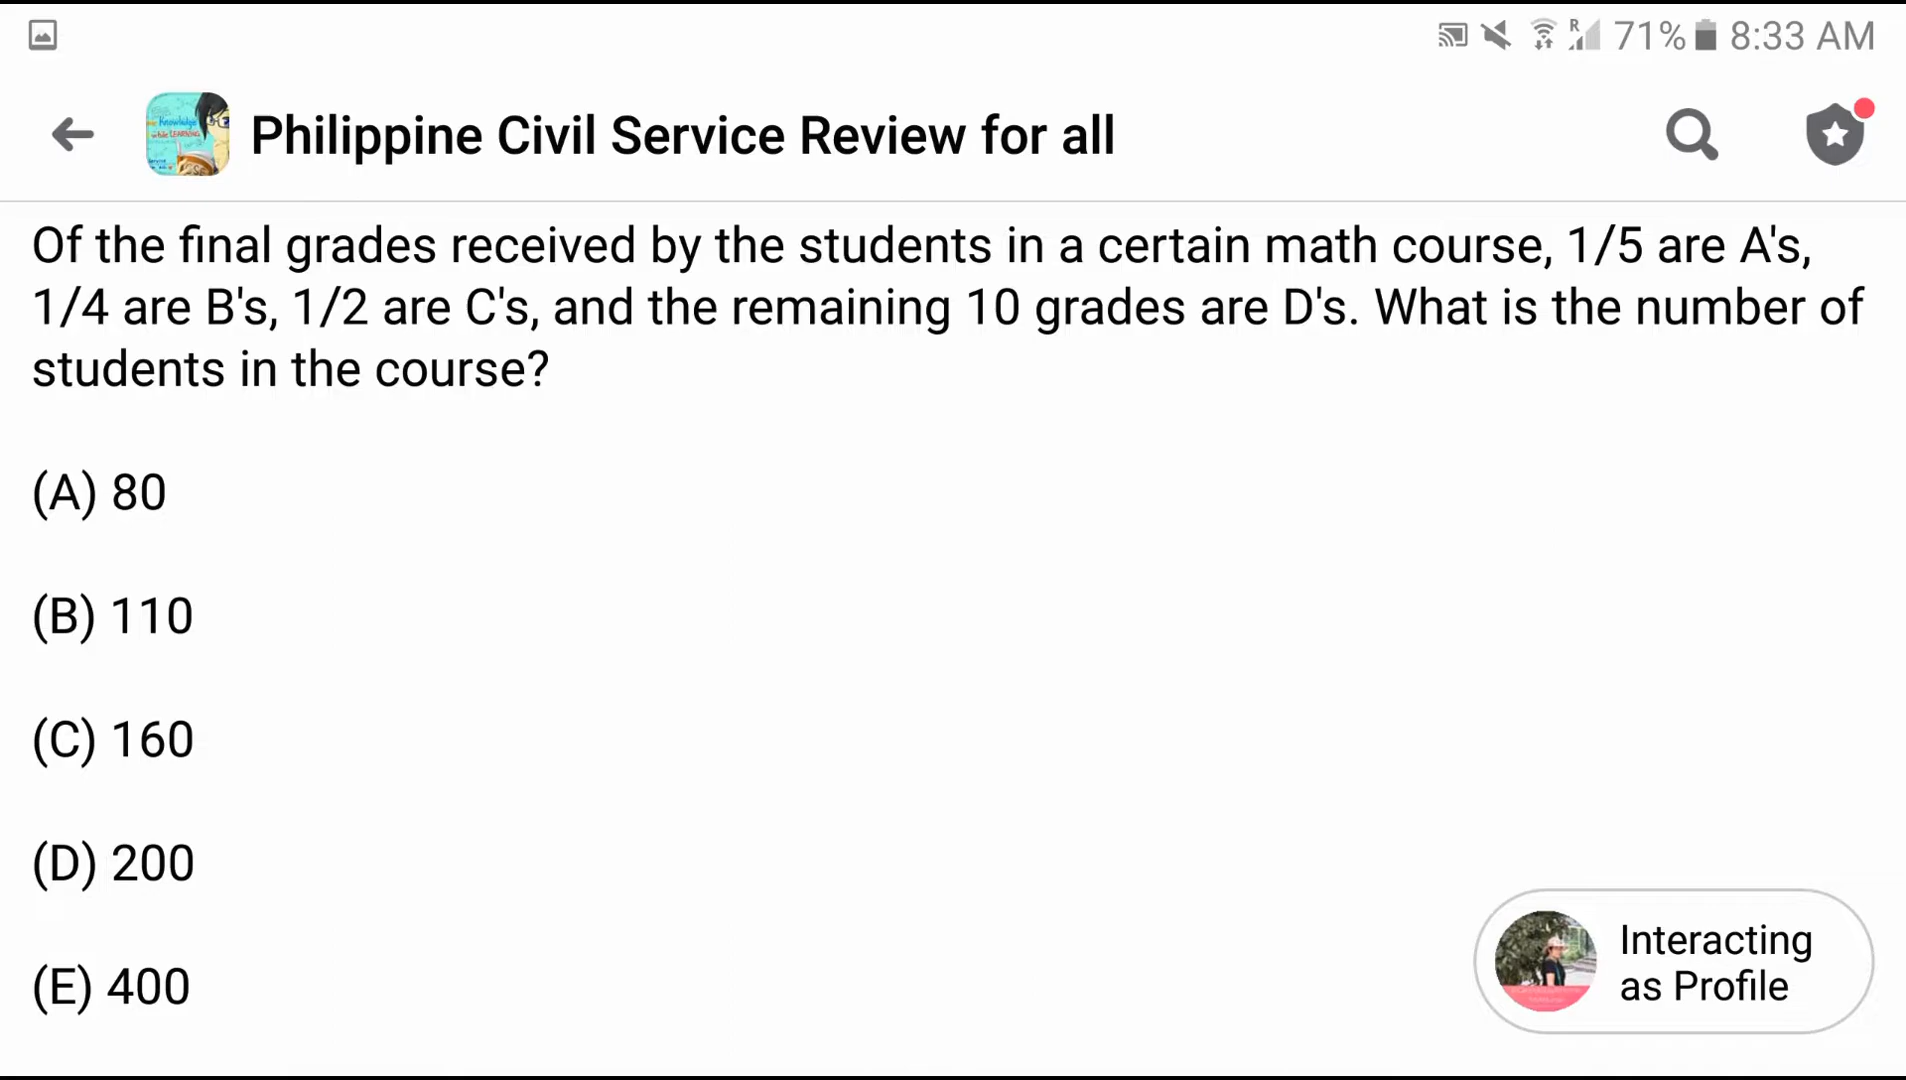 R 71% 8:33 AM
Philippine Civil Service Review for all
Of the final grades received by the students in a certain math course, 1/5 are A's,
1/4 are B's, 1/2 are C's, and the remaining 10 grades are D's. What is the number of
students in the course?
(A) 80
(B) 110
(C) 160
(D) 200
(E) 400
Interacting
as Profile